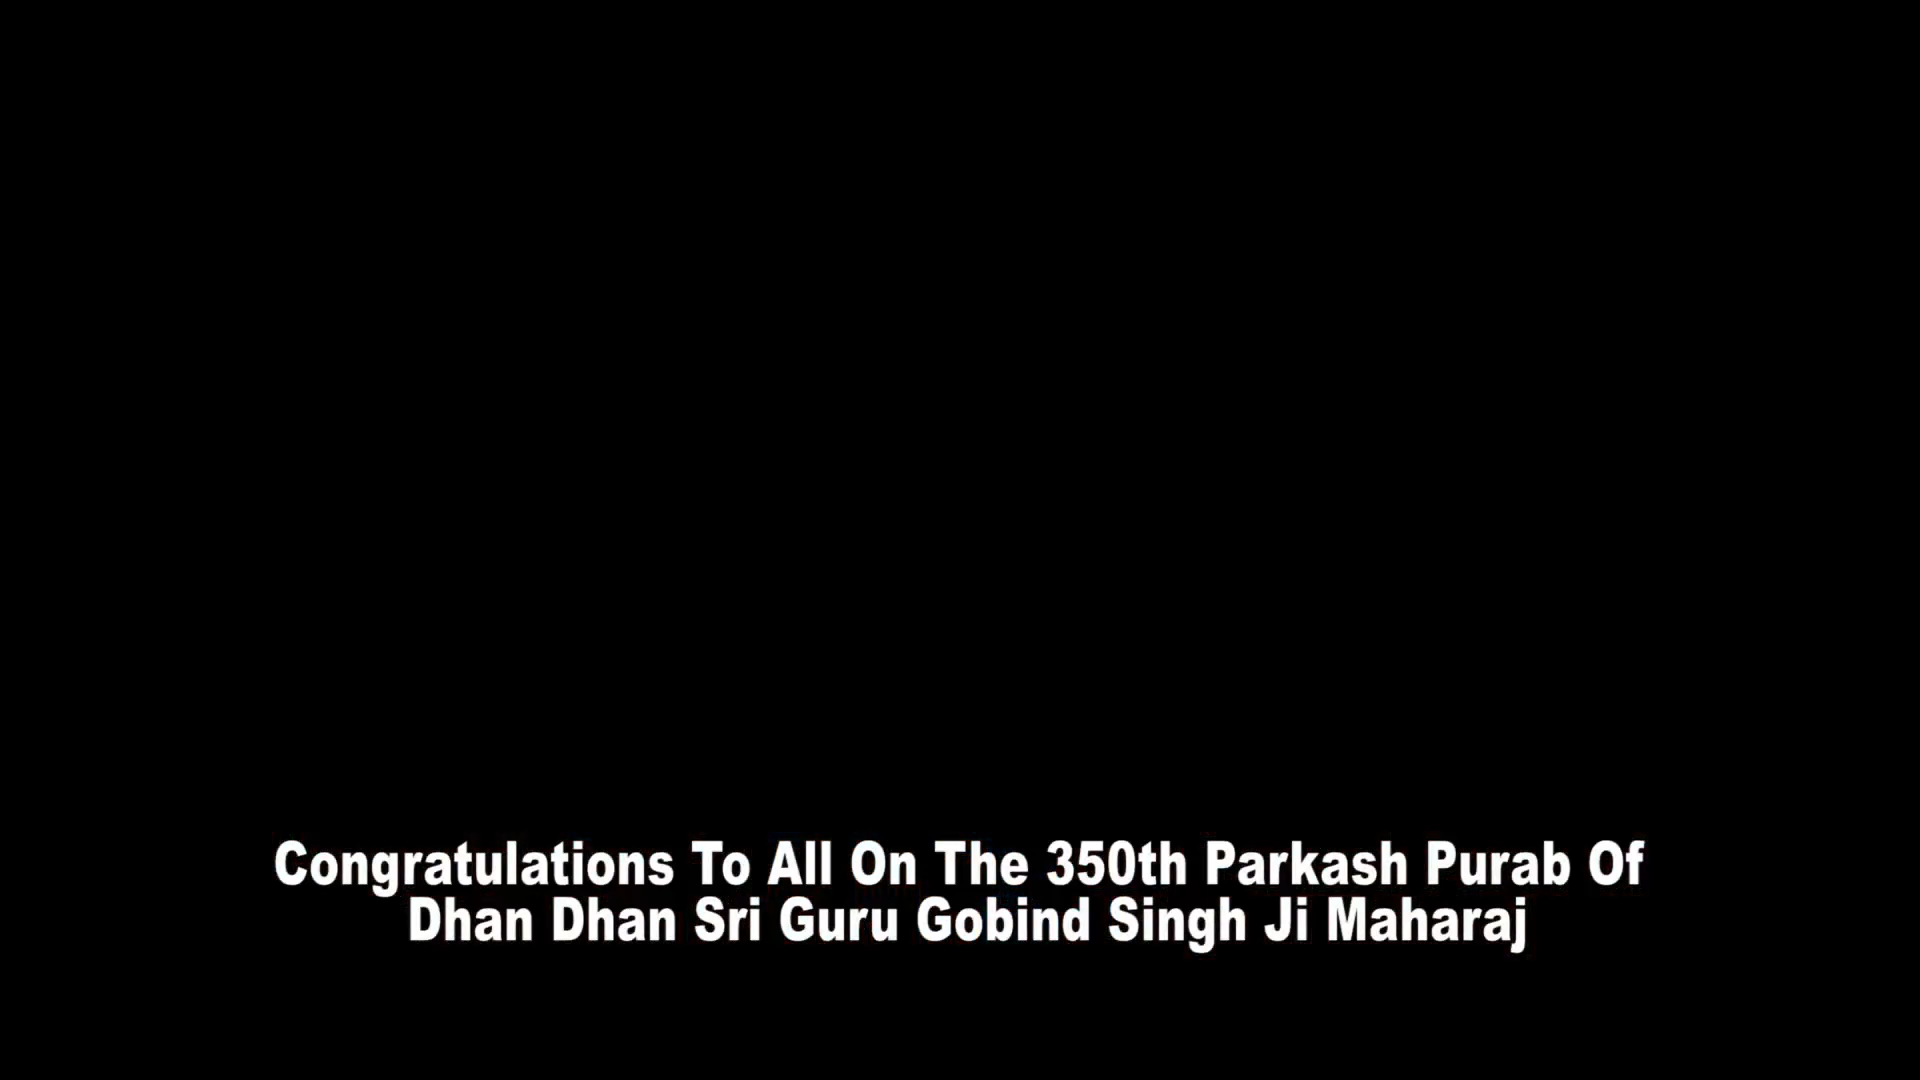 Congratulations To All On The 350th Parkash Purab Of
Dhan Dhan Sri Guru Gobind Singh Ji Maharaj